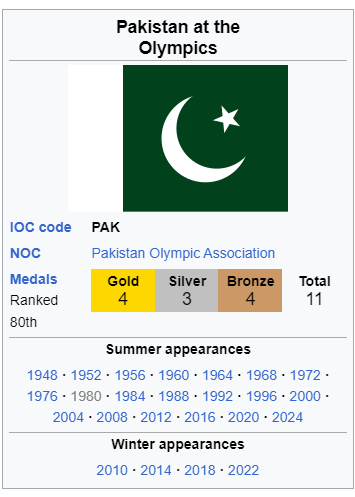 Pakistan at the
Olympics
IOC code PAK
NOC Pakistan Olympic Association
Medals Gold Silver Bronze Total
Ranked 4 3 4 11
80th
Summer appearances
1948 · 1952 · 1956 · 1960 · 1964 · 1968 · 1972 ·
1976 · 1980 · 1984 · 1988 · 1992 · 1996 · 2000 ·
2004 · 2008 · 2012 · 2016 · 2020 · 2024
Winter appearances
2010 · 2014 · 2018 · 2022